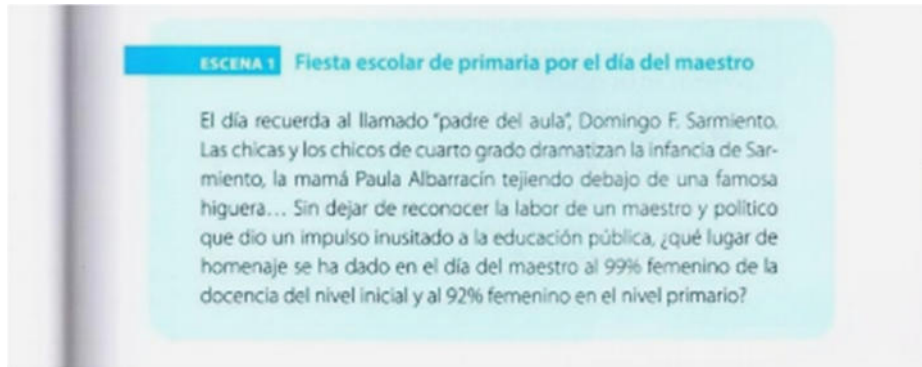 ESCENA 1 Fiesta escolar de primaria por el día del maestro
El día recuerda al llamado "padre del aula", Domingo F. Sarmiento.
Las chicas y los chicos de cuarto grado dramatizan la infancia de Sar-
miento, la mamá Paula Albarracín tejiendo debajo de una famosa
higuera... Sin dejar de reconocer la labor de un maestro y político
que dio un impulso inusitado a la educación pública, ¿qué lugar de
homenaje se ha dado en el día del maestro al 99% femenino de la
docencia del nivel inicial y al 92% femenino en el nivel primario?